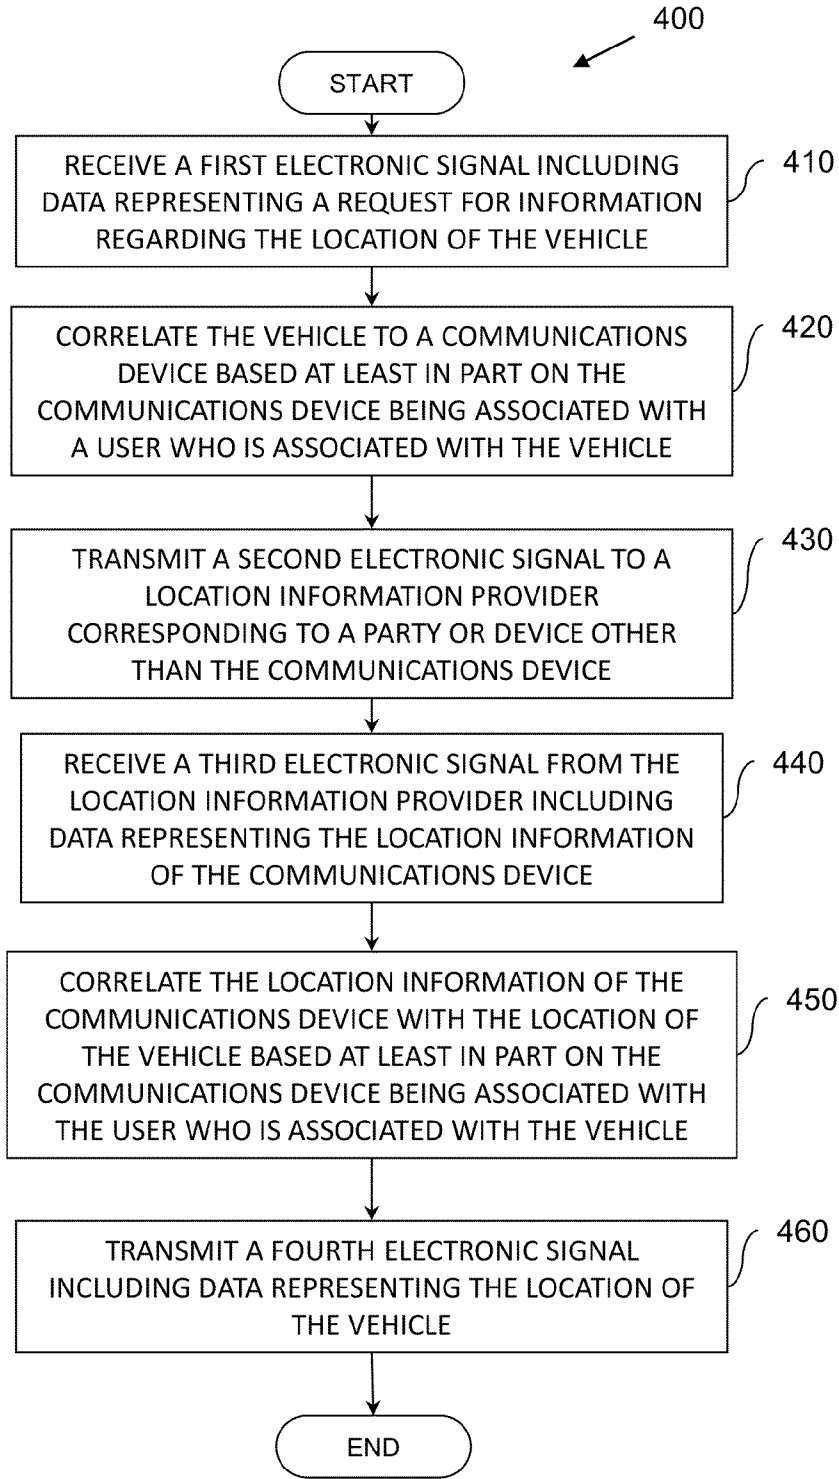 400
START
RECEIVE A FIRST ELECTRONIC SIGNAL INCLUDING
DATA REPRESENTING A REQUEST FOR INFORMATION
REGARDING THE LOCATION OF THE VEHICLE
410
CORRELATE THE VEHICLE TO A COMMUNICATIONS
DEVICE BASED AT LEAST IN PART ON THE
COMMUNICATIONS DEVICE BEING ASSOCIATED WITH
A USER WHO IS ASSOCIATED WITH THE VEHICLE
420
TRANSMIT A SECOND ELECTRONIC SIGNAL TO A
LOCATION INFORMATION PROVIDER
CORRESPONDING TO A PARTY OR DEVICE OTHER
THAN THE COMMUNICATIONS DEVICE
430
RECEIVE A THIRD ELECTRONIC SIGNAL FROM THE
LOCATION INFORMATION PROVIDER INCLUDING
DATA REPRESENTING THE LOCATION INFORMATION
OF THE COMMUNICATIONS DEVICE
440
CORRELATE THE LOCATION INFORMATION OF THE
COMMUNICATIONS DEVICE WITH THE LOCATION OF
THE VEHICLE BASED AT LEAST IN PART ON THE
COMMUNICATIONS DEVICE BEING ASSOCIATED WITH
THE USER WHO IS ASSOCIATED WITH THE VEHICLE
450
TRANSMIT A FOURTH ELECTRONIC SIGNAL
INCLUDING DATA REPRESENTING THE LOCATION OF
THE VEHICLE
460
END